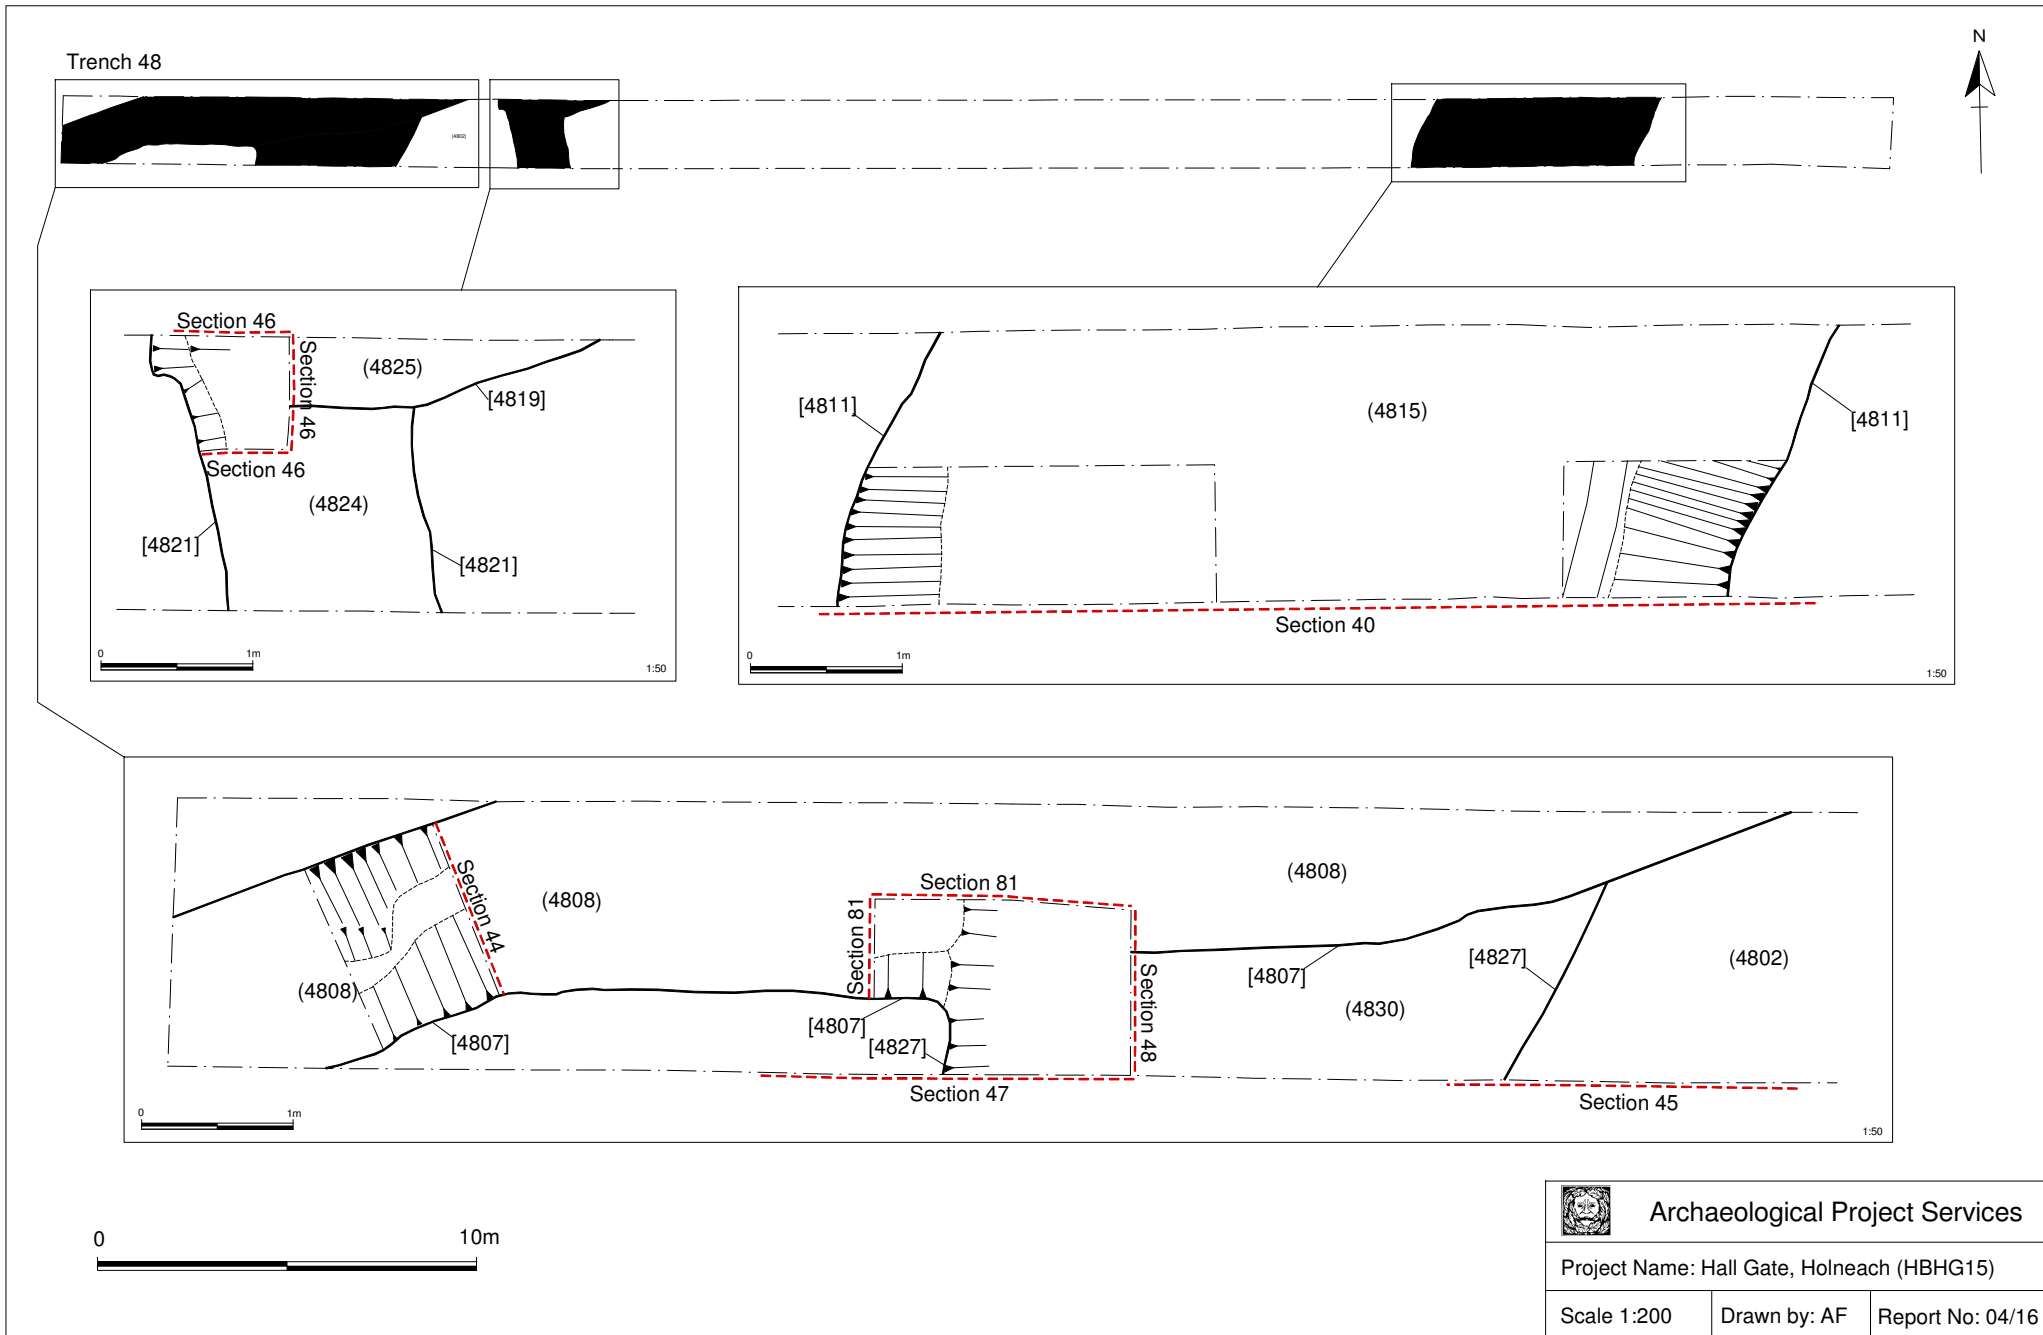 Trench 48
N
(4802)
Section 46
Section 46
Section 46
(4825)
[4819]
(4824)
[4821]
[4821]
0 1m
1:50
[4811]
(4815)
[4811]
Section 40
0 1m
1:50
Section 44
(4808)
(4808)
[4807]
Section 81
Section 81
[4807]
[4827]
Section 47
Section 48
(4808)
[4807]
[4827]
(4830)
(4802)
Section 45
0 1m
1:50
0 10m
Archaeological Project Services
Project Name: Hall Gate, Holneach (HBHG15)
Scale 1:200
Drawn by: AF
Report No: 04/16